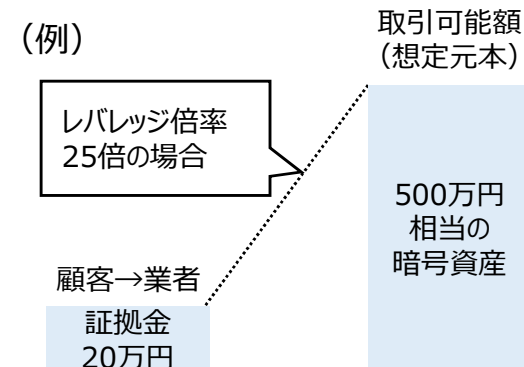 （例）
取引可能額
（想定元本）
レバレッジ倍率
25倍の場合
500万円
相当の
暗号資産
顧客→業者
証拠金
20万円